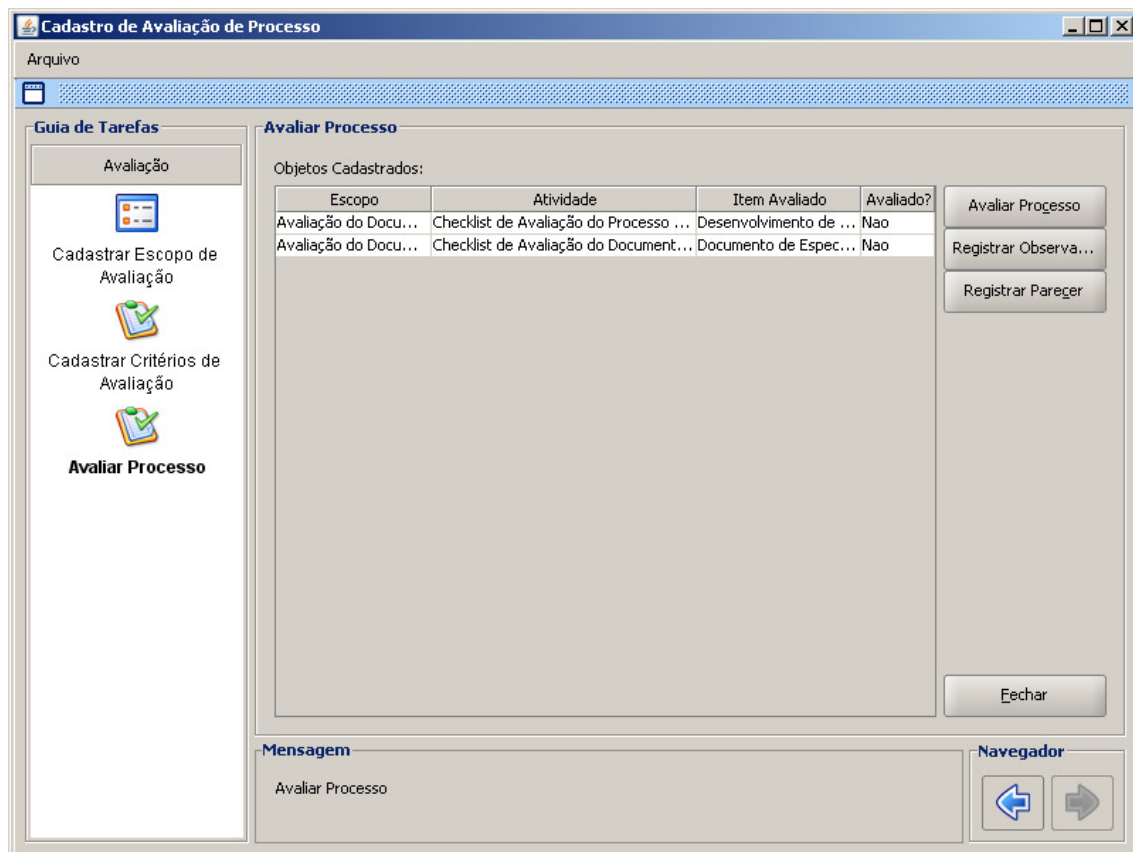 Cadastro de Avaliação de Processo
Arquivo
Guia de Tarefas
Avaliação
Cadastrar Escopo de
Avaliação
Cadastrar Critérios de
Avaliação
Avaliar Processo
Avaliar Processo
Objetos Cadastrados:
Escopo Atividade Item Avaliado Avaliado?
Avaliação do Docu... Checklist de Avaliação do Processo ... Desenvolvimento de ... Nao
Avaliação do Docu... Checklist de Avaliação do Document... Documento de Espec... Nao
Avaliar Processo
Registrar Observa...
Registrar Parecer
Fechar
Mensagem
Avaliar Processo
Navegador